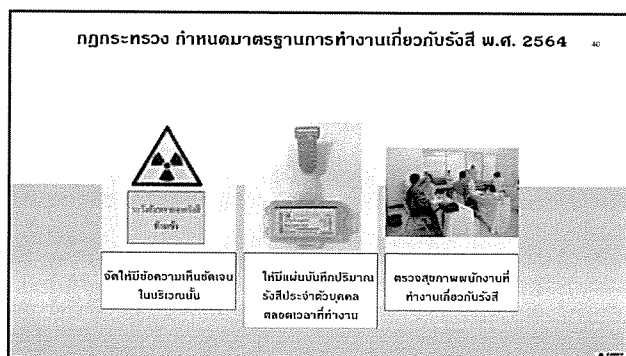 กฎกระทรวง กำหนดมาตรฐานการทำงานเกี่ยวกับรังสี พ.ศ. 2564
40
จัดให้มีข้อความเห็นชัดเจน
ในบริเวณนั้น
ให้มีแผ่นบันทึกปริมาณ
รังสีประจำตัวบุคคล
ตลอดเวลาที่ทำงาน
ตรวจสุขภาพพนักงานที่
ทำงานเกี่ยวกับรังสี